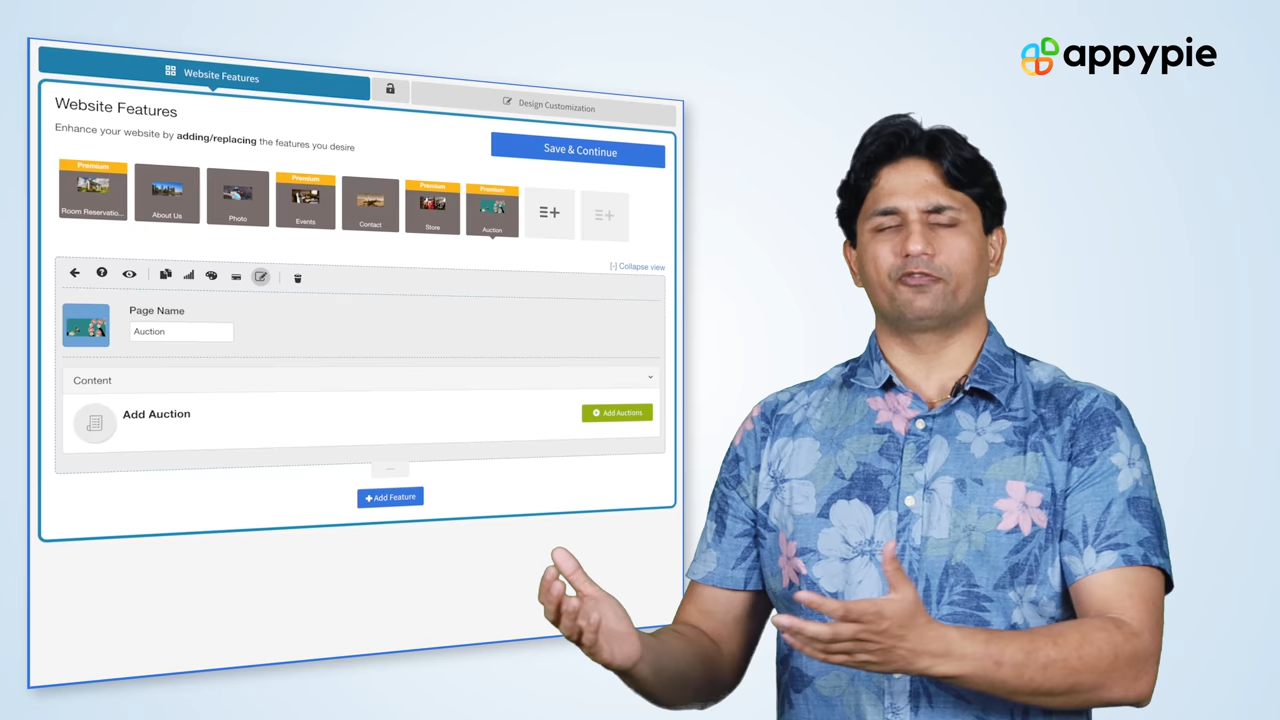 appypie
Website Features
Design Customization
Website Features
Enhance your website by adding/replacing the features you desire
Save & Continue
Premium
Room Reservatio...
About Us
Photo
Premium
Events
Contact
Premium
Store
Premium
Auction
[-] Collapse view
Page Name
Auction
Content
Add Auction
Add Auctions
Add Feature